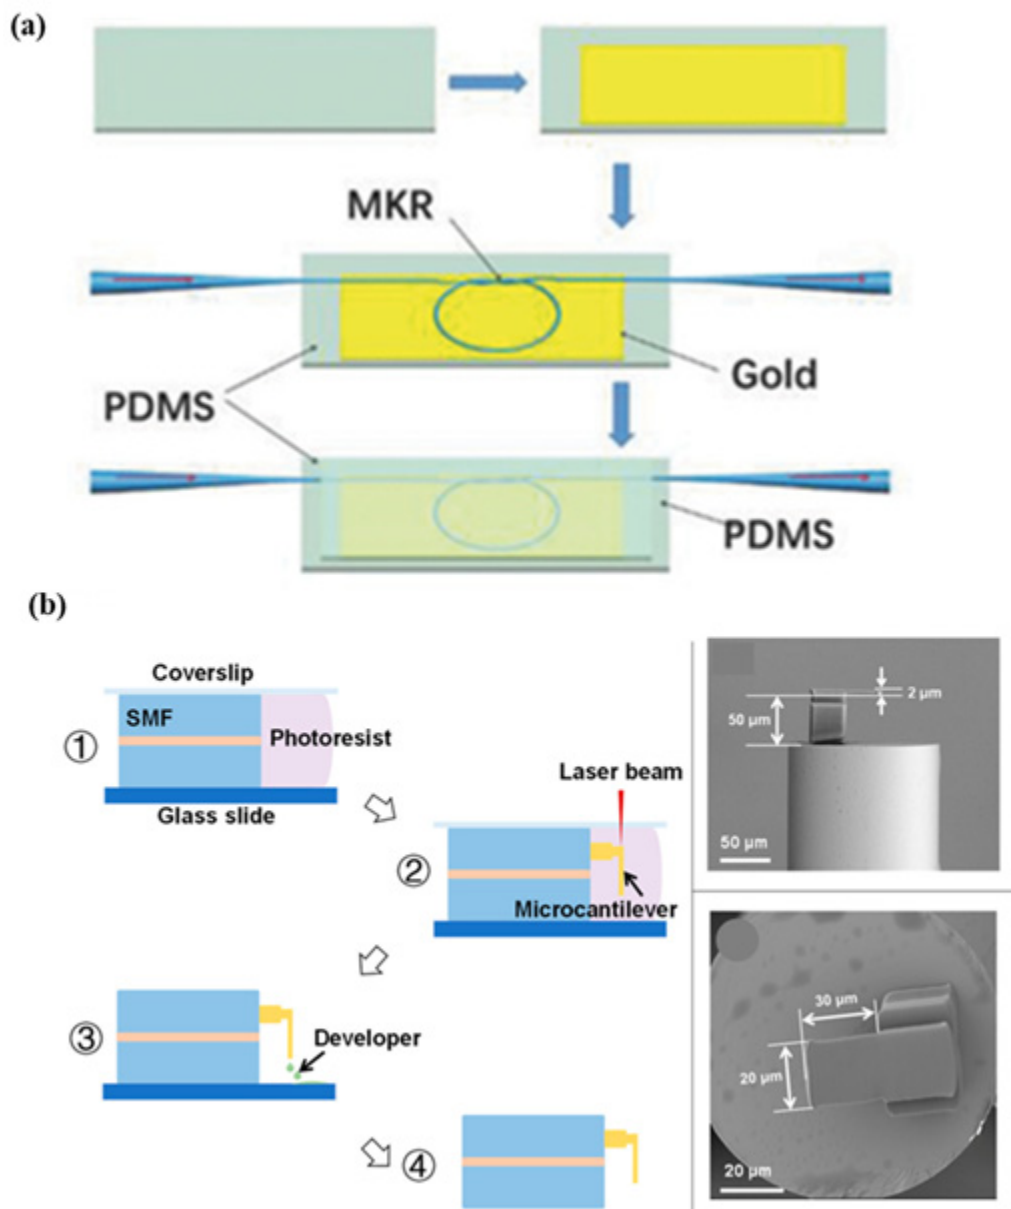 (a)
MKR
Gold
PDMS
PDMS
(b)
Coverslip
SMF
①
Photoresist
Glass slide
Laser beam
②
Microcantilever
③
Developer
④
2 µm
50 µm
50 µm
30 µm
20 µm
20 µm